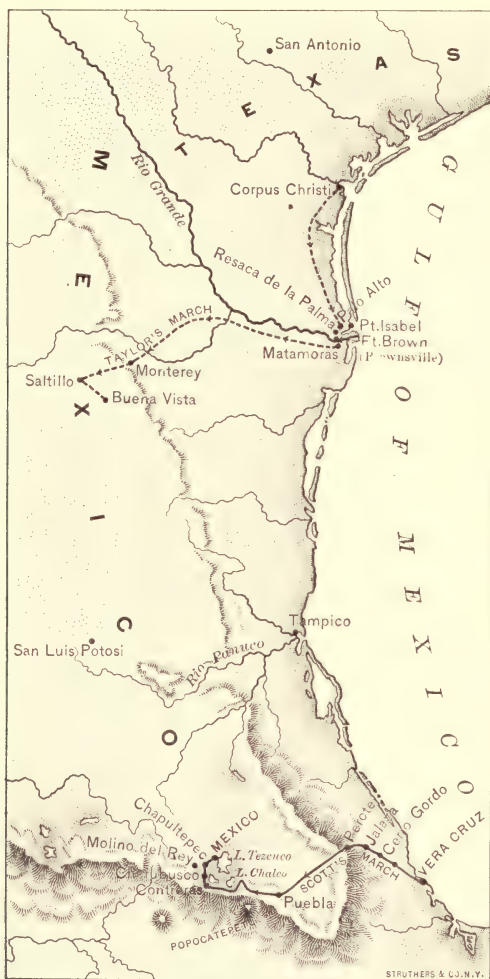 San Antonio
TEXAS
Corpus Christi
Rio Grande
Resaca de la Palma
Palo Alto
Pt. Isabel
Ft. Brown
(Brownsville)
Matamoras
TAYLOR'S MARCH
Monterey
Saltillo
Buena Vista
GULF OF MEXICO
MEXICO
Tampico
San Luis Potosi
Rio Panuco
Perote
Jalapa
Cerro Gordo
VERA CRUZ
SCOTT'S MARCH
Chapultepec
MEXICO
Molino del Rey
L. Tezcuco
Churubusco
L. Chalco
Contreras
Puebla
POPOCATEPETL
STRUTHERS & CO. N.Y.